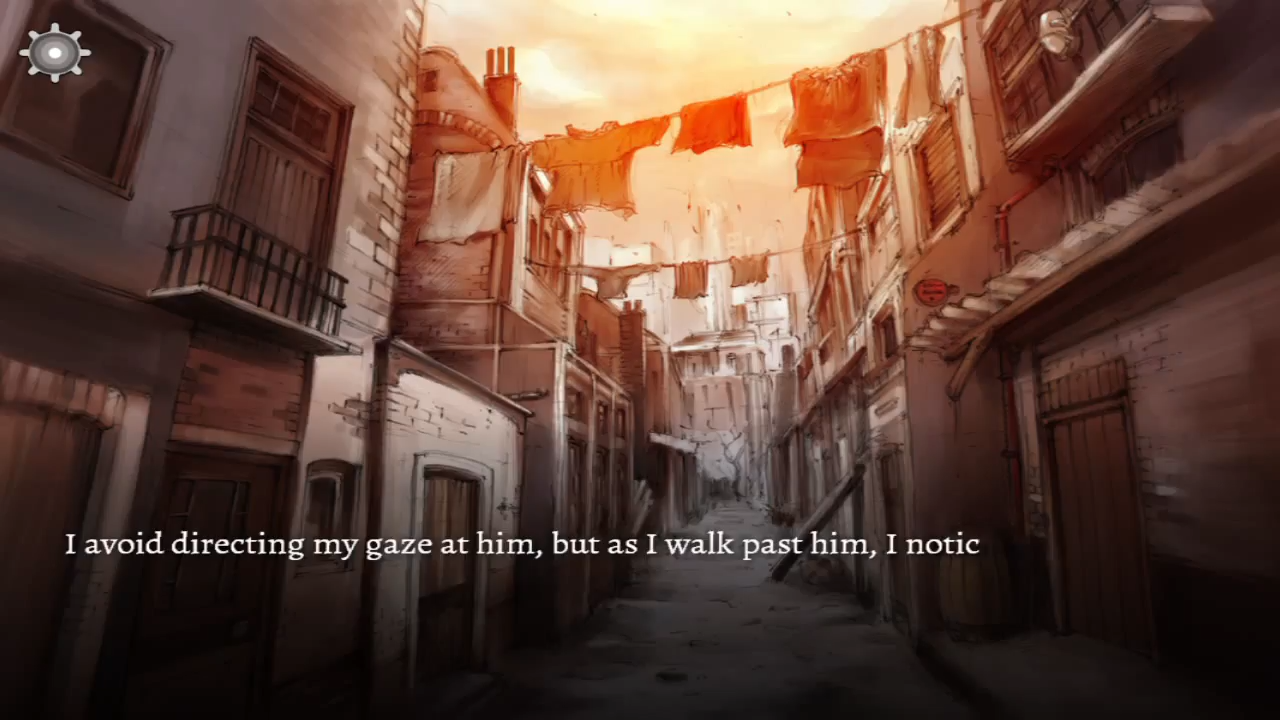 I avoid directing my gaze at him, but as I walk past him, I notic